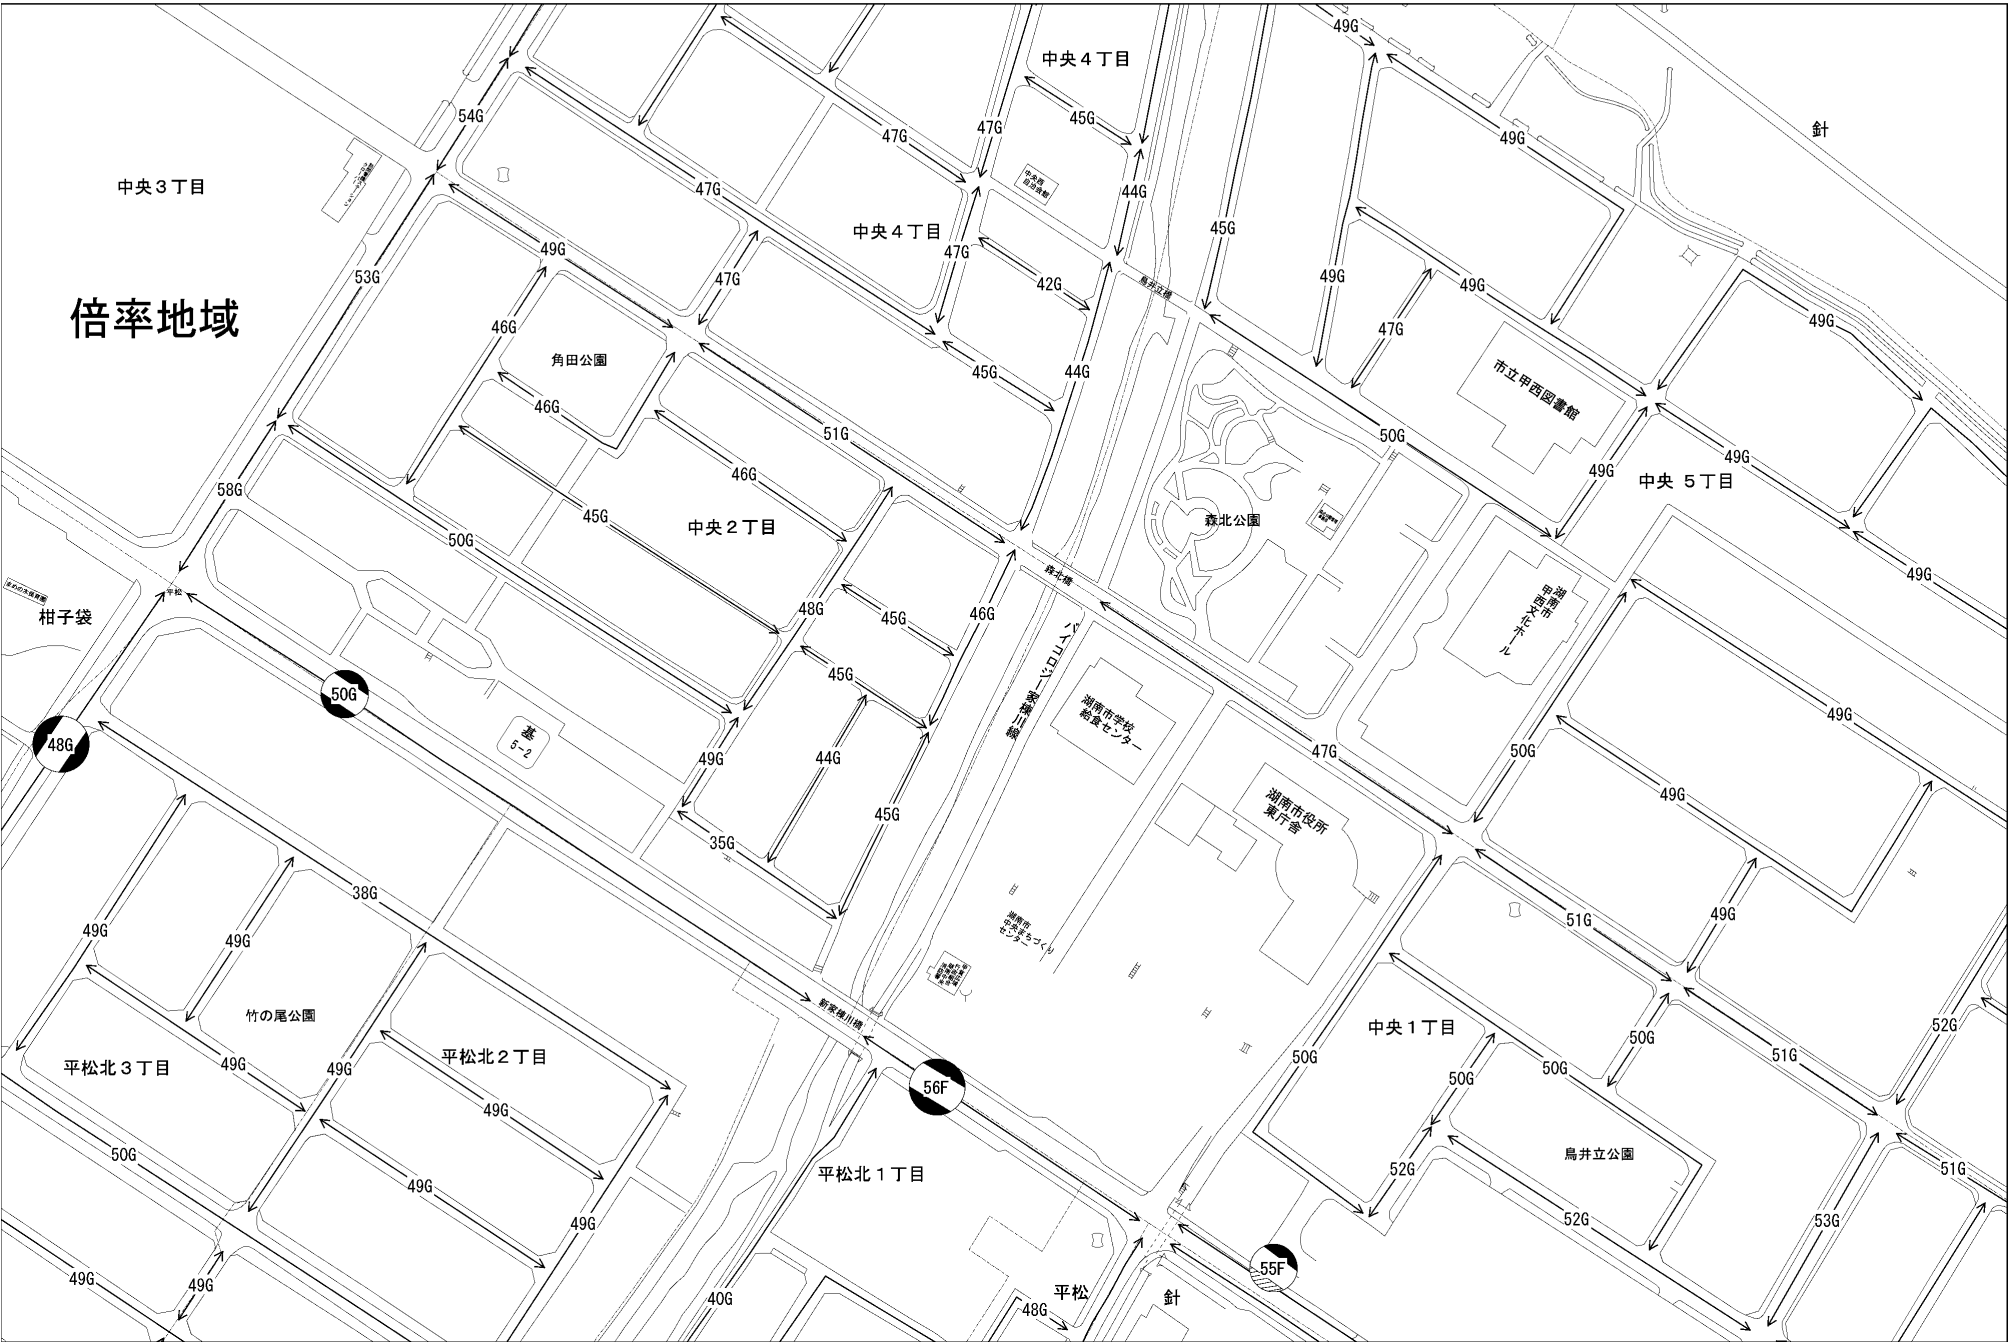 49G
中央４丁目
54G
47G
47G
45G
49G
針
中央３丁目
47G
中央西
自治会館
44G
49G
中央４丁目
47G
45G
53G
47G
42G
鳥井立橋
49G
49G
倍率地域
46G
47G
49G
角田公園
45G
44G
市立甲西図書館
46G
51G
50G
49G
49G
中央 ５丁目
46G
58G
45G
中央２丁目
森北公園
50G
森北橋
49G
平松
柑子袋
48G
45G
46G
湖南市
甲西文化ホール
バイコロジー家棟川線
45G
50G
湖南市学校
給食センター
49G
48G
基
5-2
49G
44G
47G
50G
49G
湖南市役所
東庁舎
45G
35G
38G
49G
49G
湖南市
中央まちづくり
センター
51G
49G
竹の尾公園
新家棟川橋
中央１丁目
52G
50G
平松北３丁目
49G
49G
平松北２丁目
56F
50G
50G
50G
51G
49G
50G
平松北１丁目
鳥井立公園
52G
51G
49G
49G
52G
53G
49G
49G
40G
平松
48G
針
55F